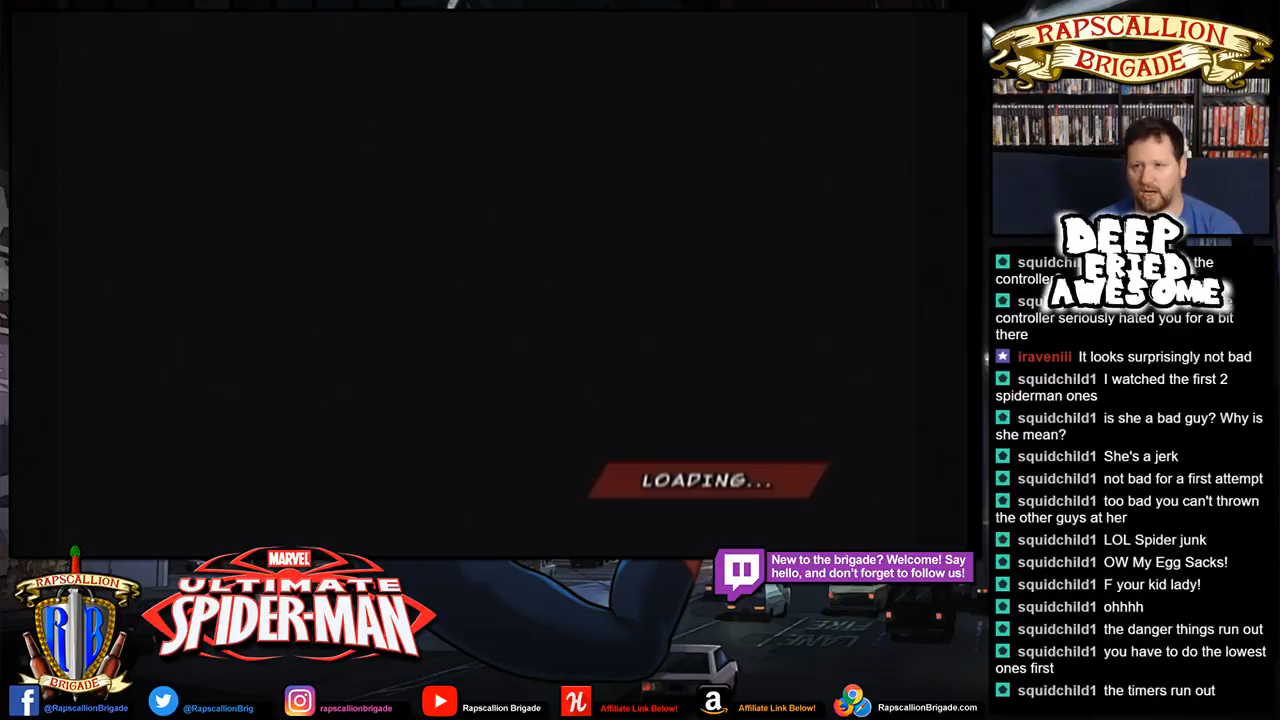 RAPSCALLION
BRIGADE
DEEP
FRIED
AWESOME
the
controller
controller seriously hated you for a bit
there
iraveniii It looks surprisingly not bad
squidchild1 I watched the first 2
spiderman ones
squidchild1 is she a bad guy? Why is
she mean?
squidchild1 She's a jerk
squidchild1 not bad for a first attempt
squidchild1 too bad you can't thrown
the other guys at her
squidchild1 LOL Spider junk
squidchild1 OW My Egg Sacks!
squidchild1 F your kid lady!
squidchild1 ohhhh
squidchild1 the danger things run out
squidchild1 you have to do the lowest
ones first
squidchild1 the timers run out
LOADING...
New to the brigade? Welcome! Say
hello, and don't forget to follow us!
FIRE
LANE
RAPSCALLION
RB
BRIGADE
MARVEL
ULTIMATE
SPIDER-MAN
@RapscallionBrigade
@RapscallionBrig
rapscallionbrigade
Rapscallion Brigade
Affiliate Link Below!
Affiliate Link Below!
RapscallionBrigade.com